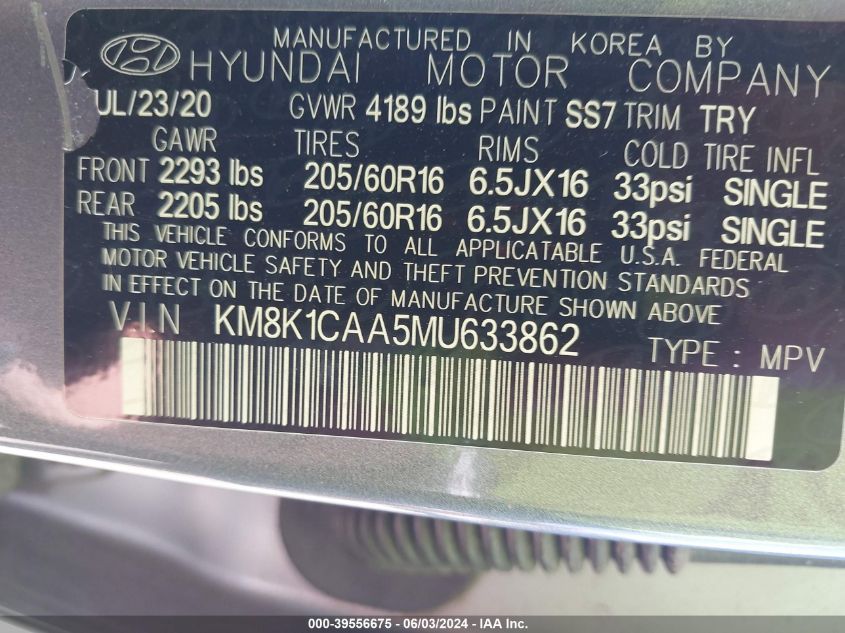 MANUFACTURED IN KOREA BY
HYUNDAI MOTOR COMPANY
UL/23/20 GVWR 4189 lbs PAINT SS7 TRIM TRY
GAWR TIRES RIMS COLD TIRE INFL
FRONT 2293 lbs 205/60R16 6.5JX16 33psi SINGLE
REAR 2205 lbs 205/60R16 6.5JX16 33psi SINGLE
THIS VEHICLE CONFORMS TO ALL APPLICATABLE U.S.A. FEDERAL
MOTOR VEHICLE SAFETY AND THEFT PREVENTION STANDARDS
IN EFFECT ON THE DATE OF MANUFACTURE SHOWN ABOVE
VIN KM8K1CAA5MU633862 TYPE : MPV
000-39556675 - 06/03/2024 - IAA Inc.